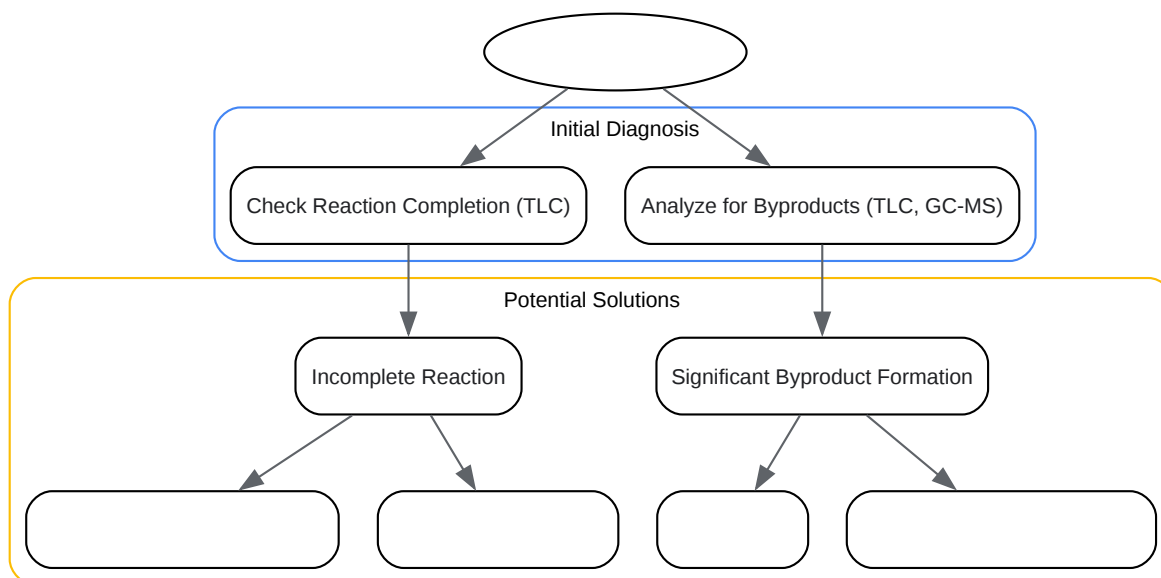 Initial Diagnosis
Check Reaction Completion (TLC)
Analyze for Byproducts (TLC, GC-MS)
Potential Solutions
Incomplete Reaction
Significant Byproduct Formation